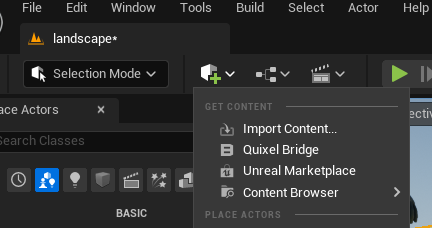 File Edit Window Tools Build Select Actor Help
landscape*
Selection Mode
ace Actors
Search Classes
GET CONTENT
Import Content...
Quixel Bridge
Unreal Marketplace
Content Browser
BASIC
PLACE ACTORS